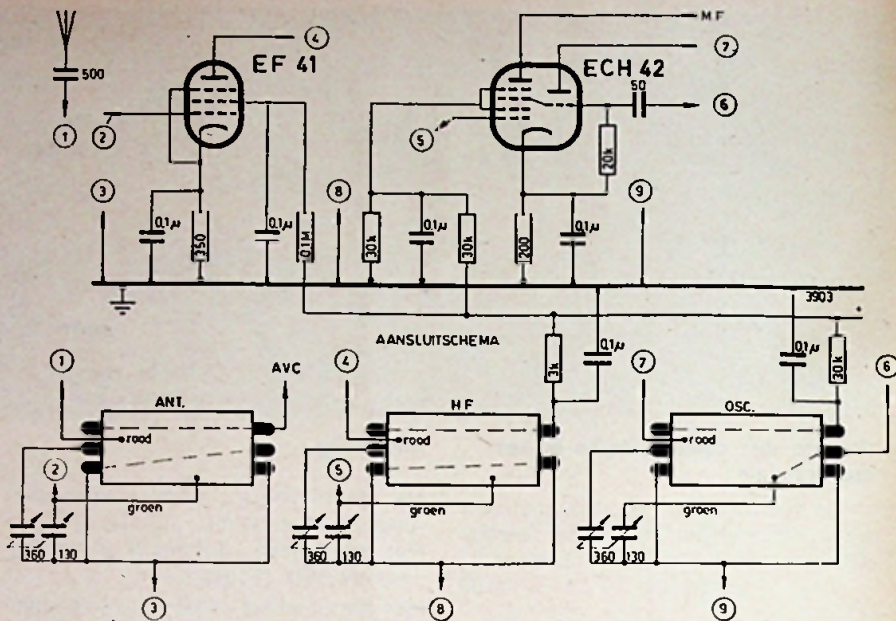 500
①
②
③
④
EF 41
0,1µ
350
0,1µ
0,1M
⑧
MF
⑦
ECH 42
50
⑥
⑤
20k
⑨
30k
0,1µ
30k
200
0,1µ
3903
+
AANSLUITSCHEMA
①
AVC
ANT.
rood
②
groen
360
130
③
④
3k
0,1µ
H.F.
rood
⑤
groen
360
130
⑧
⑦
0,1µ
30k
⑥
OSC.
rood
groen
360
130
⑨